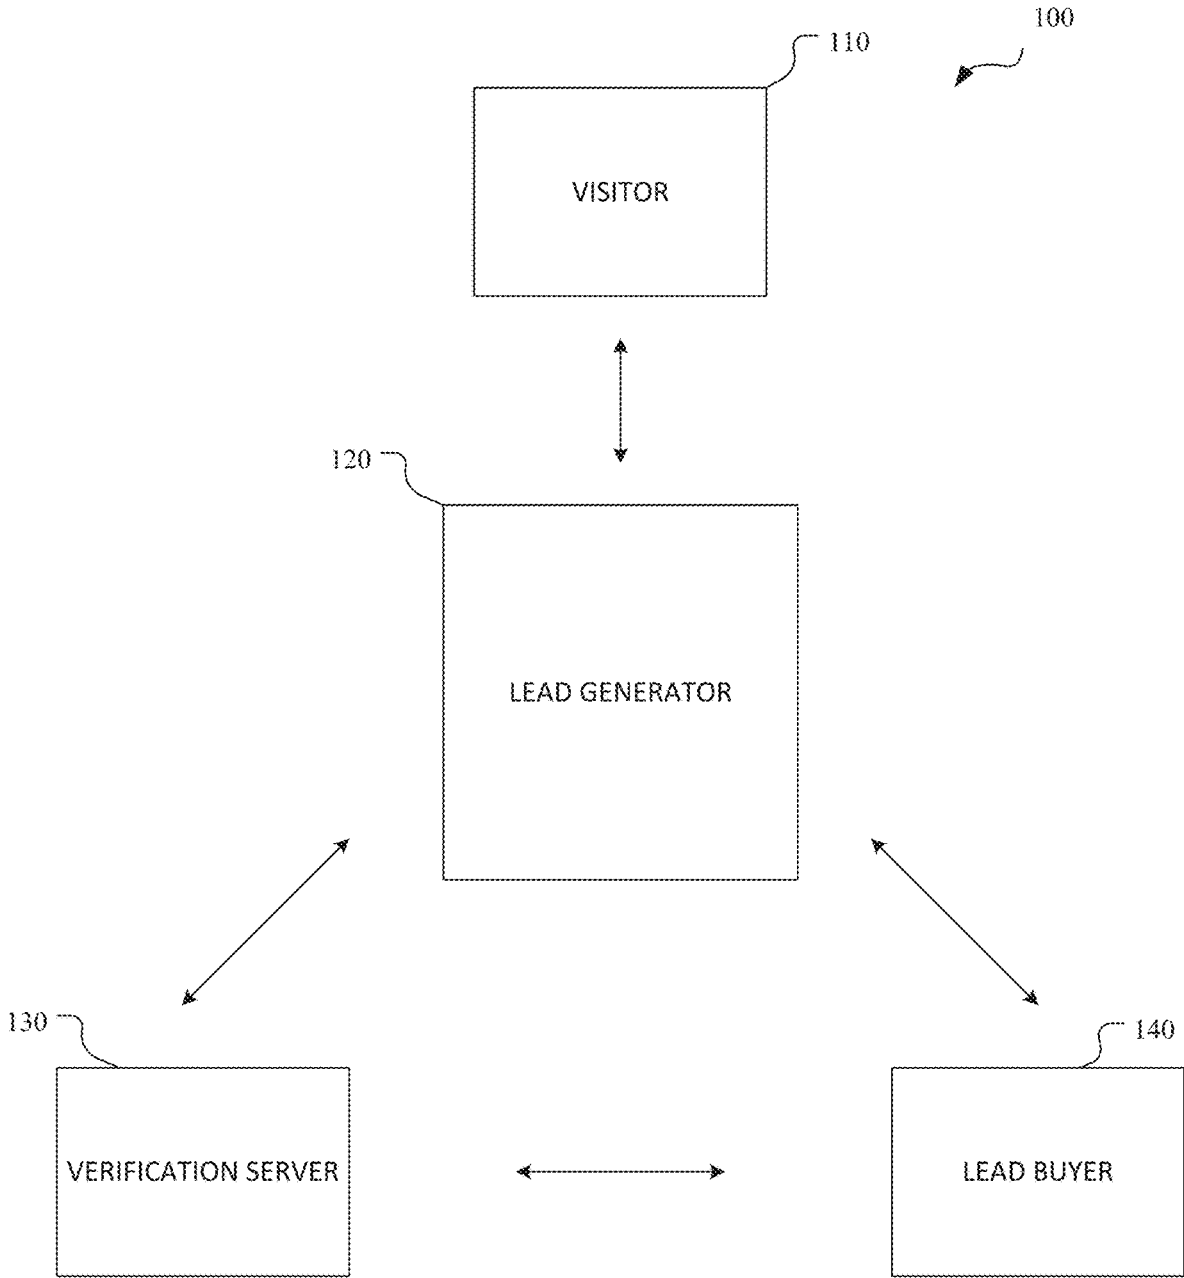 100
110
VISITOR
120
LEAD GENERATOR
130
140
VERIFICATION SERVER
LEAD BUYER